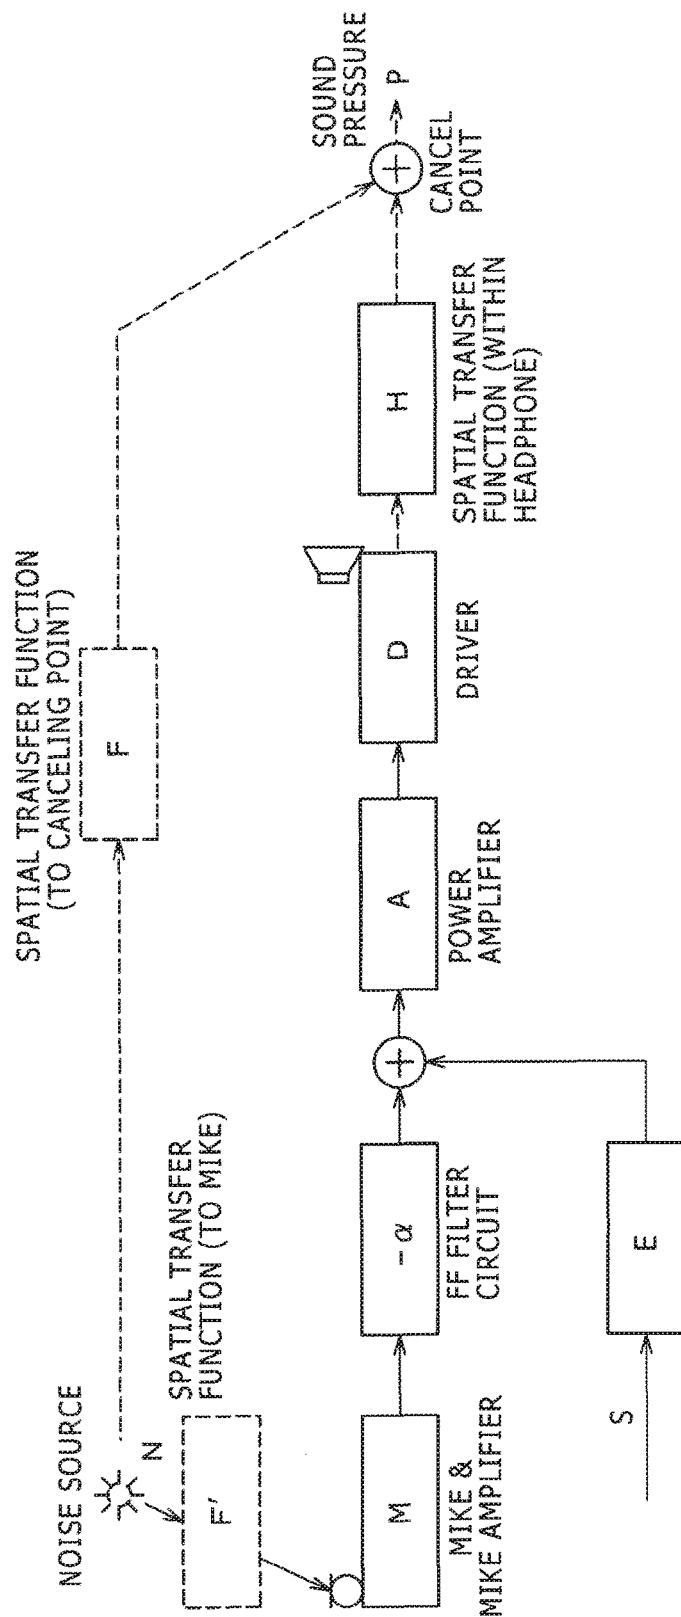 NOISE SOURCE
N
SPATIAL TRANSFER FUNCTION
(TO CANCELING POINT)
F
SOUND
PRESSURE
P
CANCEL
POINT
F'
SPATIAL TRANSFER
FUNCTION (TO MIKE)
M
MIKE &
MIKE AMPLIFIER
-α
FF FILTER
CIRCUIT
+
A
POWER
AMPLIFIER
D
DRIVER
H
SPATIAL TRANSFER
FUNCTION (WITHIN
HEADPHONE)
+
S
E